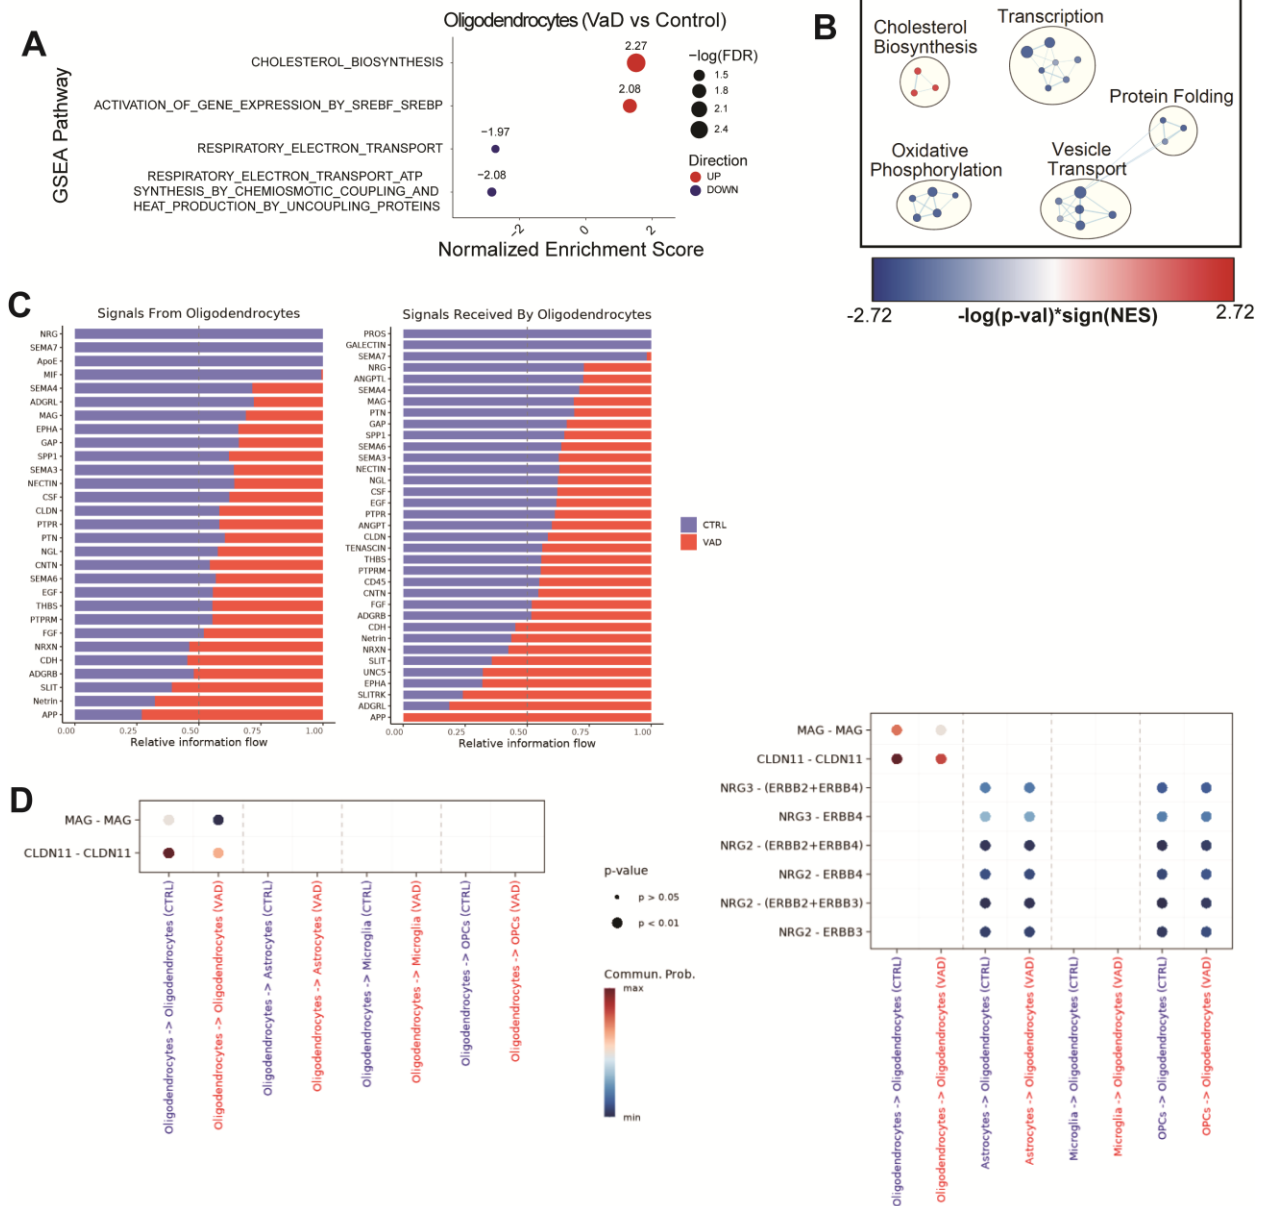 A
Oligodendrocytes (VaD vs Control)
GSEA Pathway
CHOLESTEROL_BIOSYNTHESIS
ACTIVATION_OF_GENE_EXPRESSION_BY_SREBF_SREBP
RESPIRATORY_ELECTRON_TRANSPORT
RESPIRATORY_ELECTRON_TRANSPORT_ATP
SYNTHESIS_BY_CHEMIOSMOTIC_COUPLING_AND
HEAT_PRODUCTION_BY_UNCOUPLING_PROTEINS
2.27
2.08
−1.97
−2.08
-2
0
2
Normalized Enrichment Score
−log(FDR)
1.5
1.8
2.1
2.4
Direction
UP
DOWN
B
Cholesterol
Biosynthesis
Transcription
Protein Folding
Oxidative
Phosphorylation
Vesicle
Transport
-2.72
-log(p-val)*sign(NES)
2.72
C
Signals From Oligodendrocytes
NRG
SEMA7
ApoE
MIF
SEMA4
ADGRL
MAG
EPHA
GAP
SPP1
SEMA3
NECTIN
CSF
CLDN
PTPR
PTN
NGL
CNTN
SEMA6
EGF
THBS
PTPRM
FGF
NRXN
CDH
ADGRB
SLIT
Netrin
APP
0.00
0.25
0.50
0.75
1.00
Relative information flow
Signals Received By Oligodendrocytes
PROS
GALECTIN
SEMA7
NRG
ANGPTL
SEMA4
MAG
PTN
GAP
SPP1
SEMA6
SEMA3
NECTIN
NGL
CSF
EGF
PTPR
ANGPT
CLDN
TENASCIN
THBS
PTPRM
CD45
CNTN
FGF
ADGRB
CDH
Netrin
NRXN
SLIT
UNC5
EPHA
SLITRK
ADGRL
APP
0.00
0.25
0.50
0.75
1.00
Relative information flow
CTRL
VAD
D
MAG - MAG
CLDN11 - CLDN11
Oligodendrocytes -> Oligodendrocytes (CTRL)
Oligodendrocytes -> Oligodendrocytes (VAD)
Oligodendrocytes -> Astrocytes (CTRL)
Oligodendrocytes -> Astrocytes (VAD)
Oligodendrocytes -> Microglia (CTRL)
Oligodendrocytes -> Microglia (VAD)
Oligodendrocytes -> OPCs (CTRL)
Oligodendrocytes -> OPCs (VAD)
p-value
p > 0.05
p < 0.01
Commun. Prob.
max
min
MAG - MAG
CLDN11 - CLDN11
NRG3 - (ERBB2+ERBB4)
NRG3 - ERBB4
NRG2 - (ERBB2+ERBB4)
NRG2 - ERBB4
NRG2 - (ERBB2+ERBB3)
NRG2 - ERBB3
Oligodendrocytes -> Oligodendrocytes (CTRL)
Oligodendrocytes -> Oligodendrocytes (VAD)
Astrocytes -> Oligodendrocytes (CTRL)
Astrocytes -> Oligodendrocytes (VAD)
Microglia -> Oligodendrocytes (CTRL)
Microglia -> Oligodendrocytes (VAD)
OPCs -> Oligodendrocytes (CTRL)
OPCs -> Oligodendrocytes (VAD)